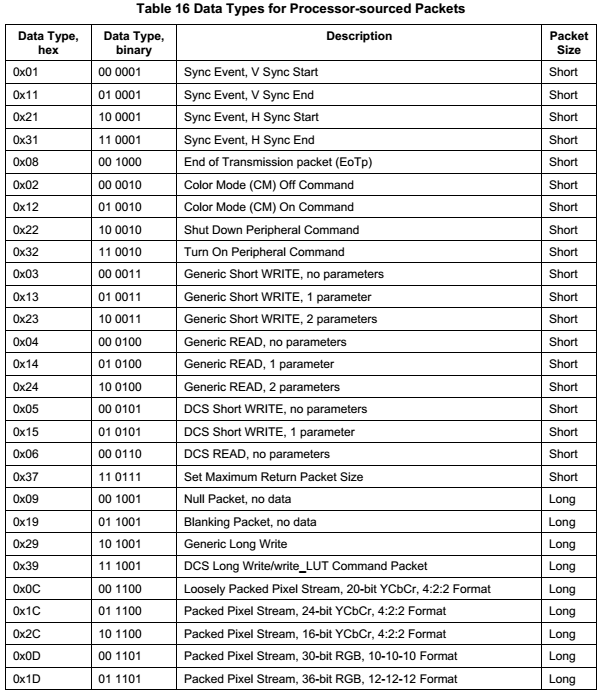 Table 16 Data Types for Processor-sourced Packets
Data Type, hex Data Type, binary Description Packet Size
0x01 00 0001 Sync Event, V Sync Start Short
0x11 01 0001 Sync Event, V Sync End Short
0x21 10 0001 Sync Event, H Sync Start Short
0x31 11 0001 Sync Event, H Sync End Short
0x08 00 1000 End of Transmission packet (EoTp) Short
0x02 00 0010 Color Mode (CM) Off Command Short
0x12 01 0010 Color Mode (CM) On Command Short
0x22 10 0010 Shut Down Peripheral Command Short
0x32 11 0010 Turn On Peripheral Command Short
0x03 00 0011 Generic Short WRITE, no parameters Short
0x13 01 0011 Generic Short WRITE, 1 parameter Short
0x23 10 0011 Generic Short WRITE, 2 parameters Short
0x04 00 0100 Generic READ, no parameters Short
0x14 01 0100 Generic READ, 1 parameter Short
0x24 10 0100 Generic READ, 2 parameters Short
0x05 00 0101 DCS Short WRITE, no parameters Short
0x15 01 0101 DCS Short WRITE, 1 parameter Short
0x06 00 0110 DCS READ, no parameters Short
0x37 11 0111 Set Maximum Return Packet Size Short
0x09 00 1001 Null Packet, no data Long
0x19 01 1001 Blanking Packet, no data Long
0x29 10 1001 Generic Long Write Long
0x39 11 1001 DCS Long Write/write_LUT Command Packet Long
0x0C 00 1100 Loosely Packed Pixel Stream, 20-bit YCbCr, 4:2:2 Format Long
0x1C 01 1100 Packed Pixel Stream, 24-bit YCbCr, 4:2:2 Format Long
0x2C 10 1100 Packed Pixel Stream, 16-bit YCbCr, 4:2:2 Format Long
0x0D 00 1101 Packed Pixel Stream, 30-bit RGB, 10-10-10 Format Long
0x1D 01 1101 Packed Pixel Stream, 36-bit RGB, 12-12-12 Format Long